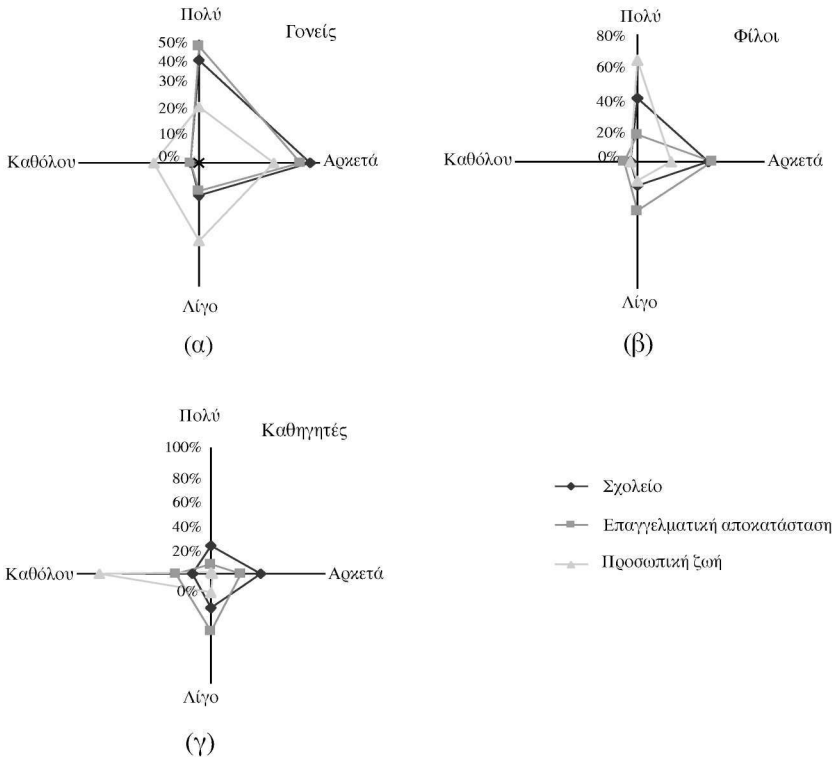 Πολύ
Γονείς
50%
40%
30%
20%
10%
0%
Καθόλου
Αρκετά
Λίγο
(α)
Πολύ
Φίλοι
80%
60%
40%
20%
0%
Καθόλου
Αρκετά
Λίγο
(β)
Πολύ
Καθηγητές
100%
80%
60%
40%
20%
0%
Καθόλου
Αρκετά
Λίγο
(γ)
Σχολείο
Επαγγελματική αποκατάσταση
Προσωπική ζωή